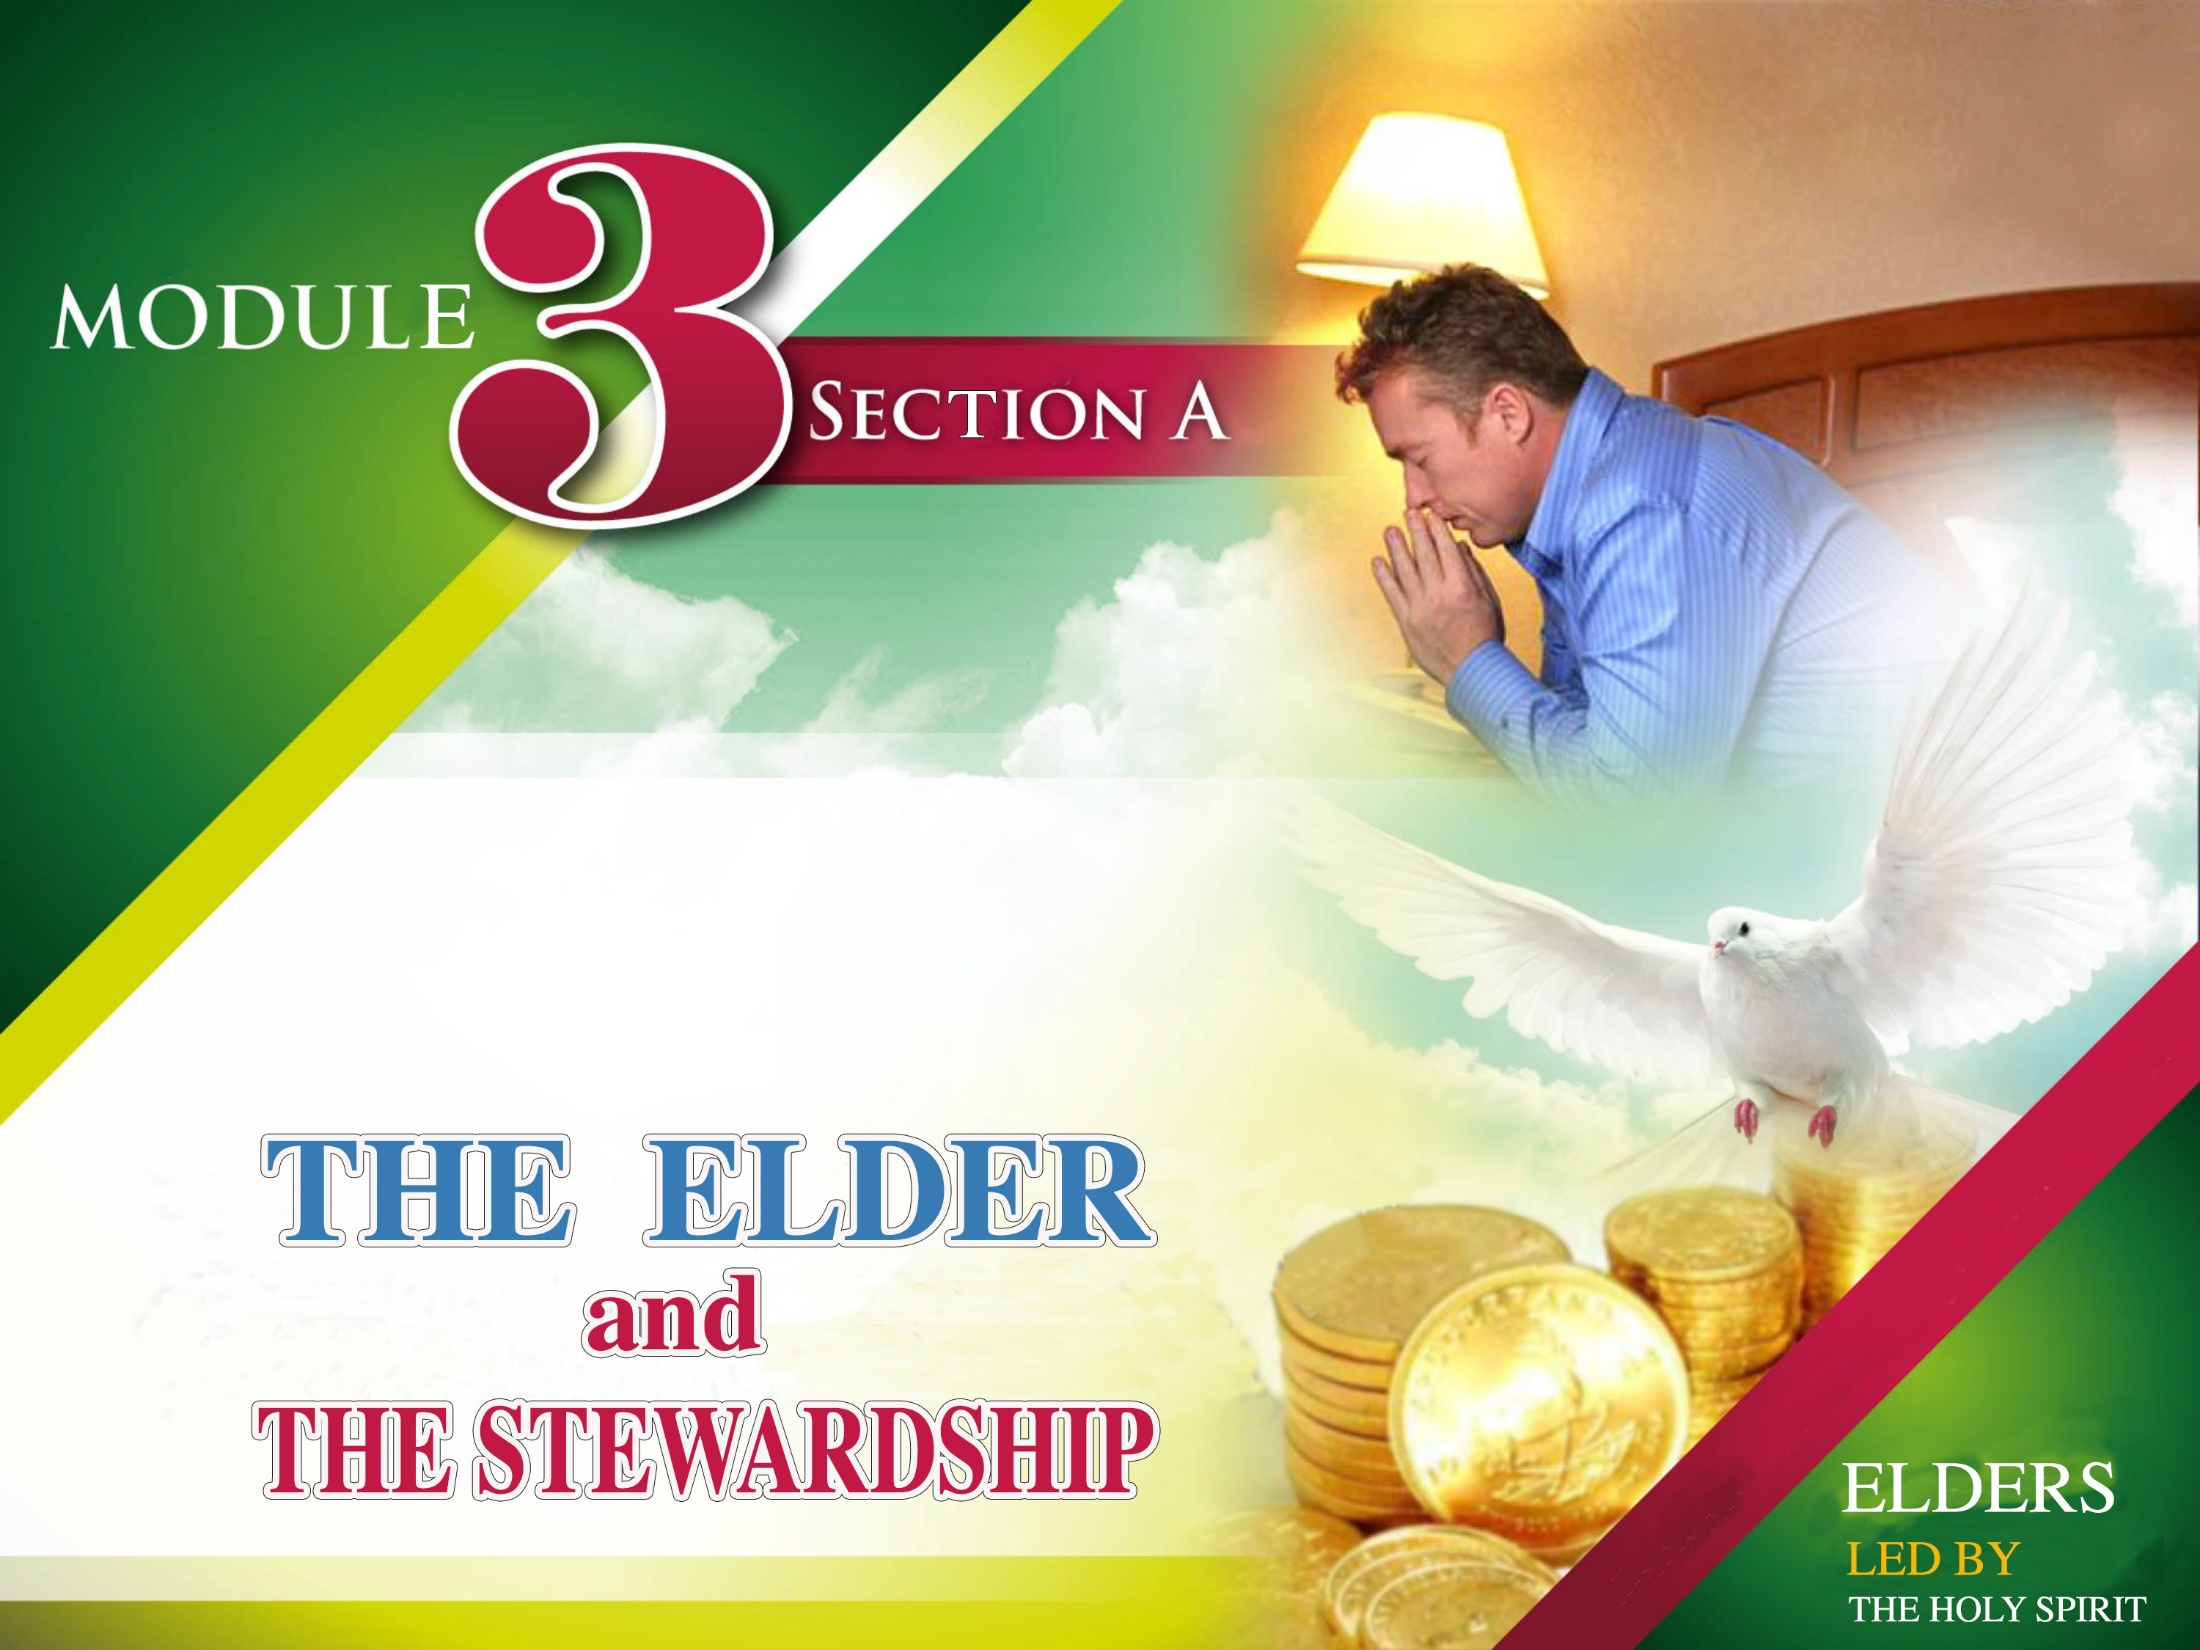 MODULE 3
SECTION A
THE ELDER
and
THE STEWARDSHIP
ELDERS
LED BY
THE HOLY SPIRIT